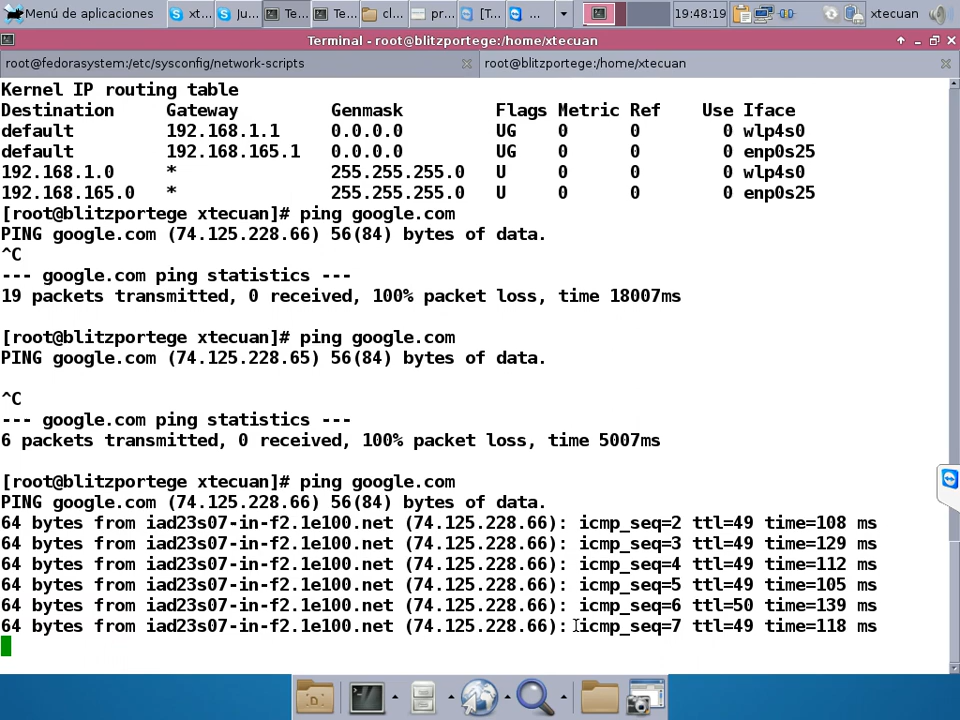 Menú de aplicaciones xt... Ju... Te... Te... cl... pr... [T... ... 19:48:19 xtecuan
Terminal - root@blitzportege:/home/xtecuan
root@fedorasystem:/etc/sysconfig/network-scripts root@blitzportege:/home/xtecuan
Kernel IP routing table
Destination Gateway Genmask Flags Metric Ref Use Iface
default 192.168.1.1 0.0.0.0 UG 0 0 0 wlp4s0
default 192.168.165.1 0.0.0.0 UG 0 0 0 enp0s25
192.168.1.0 * 255.255.255.0 U 0 0 0 wlp4s0
192.168.165.0 * 255.255.255.0 U 0 0 0 enp0s25
[root@blitzportege xtecuan]# ping google.com
PING google.com (74.125.228.66) 56(84) bytes of data.
^C
--- google.com ping statistics ---
19 packets transmitted, 0 received, 100% packet loss, time 18007ms
[root@blitzportege xtecuan]# ping google.com
PING google.com (74.125.228.65) 56(84) bytes of data.
^C
--- google.com ping statistics ---
6 packets transmitted, 0 received, 100% packet loss, time 5007ms
[root@blitzportege xtecuan]# ping google.com
PING google.com (74.125.228.66) 56(84) bytes of data.
64 bytes from iad23s07-in-f2.1e100.net (74.125.228.66): icmp_seq=2 ttl=49 time=108 ms
64 bytes from iad23s07-in-f2.1e100.net (74.125.228.66): icmp_seq=3 ttl=49 time=129 ms
64 bytes from iad23s07-in-f2.1e100.net (74.125.228.66): icmp_seq=4 ttl=49 time=112 ms
64 bytes from iad23s07-in-f2.1e100.net (74.125.228.66): icmp_seq=5 ttl=49 time=105 ms
64 bytes from iad23s07-in-f2.1e100.net (74.125.228.66): icmp_seq=6 ttl=50 time=139 ms
64 bytes from iad23s07-in-f2.1e100.net (74.125.228.66): icmp_seq=7 ttl=49 time=118 ms